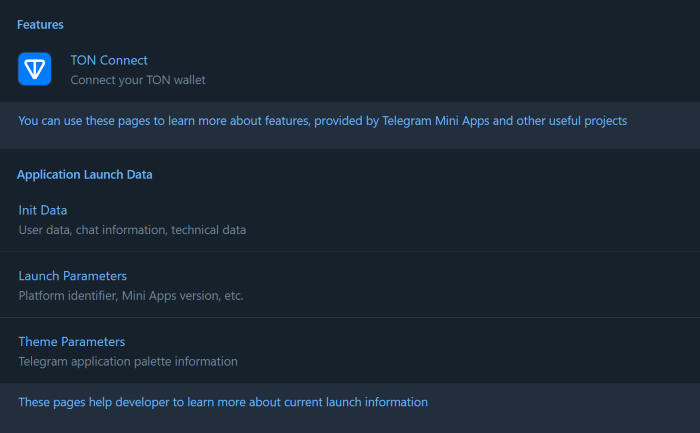 Features
TON Connect
Connect your TON wallet
You can use these pages to learn more about features, provided by Telegram Mini Apps and other useful projects
Application Launch Data
Init Data
User data, chat information, technical data
Launch Parameters
Platform identifier, Mini Apps version, etc.
Theme Parameters
Telegram application palette information
These pages help developer to learn more about current launch information